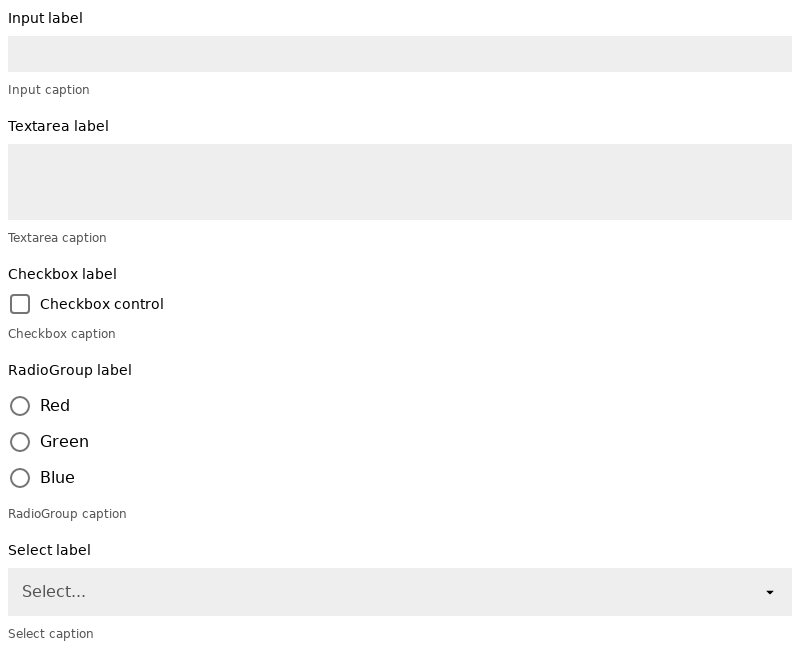 Input label
Input caption
Textarea label
Textarea caption
Checkbox label
Checkbox control
Checkbox caption
RadioGroup label
Red
Green
Blue
RadioGroup caption
Select label
Select...
Select caption